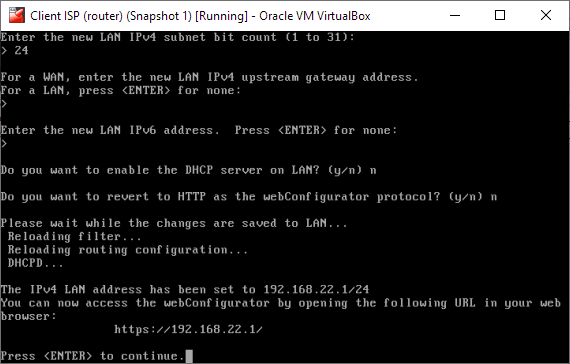 Client ISP (router) (Snapshot 1) [Running] - Oracle VM VirtualBox
Enter the new LAN IPv4 subnet bit count (1 to 31):
> 24
For a WAN, enter the new LAN IPv4 upstream gateway address.
For a LAN, press <ENTER> for none:
>
Enter the new LAN IPv6 address.  Press <ENTER> for none:
>
Do you want to enable the DHCP server on LAN? (y/n) n
Do you want to revert to HTTP as the webConfigurator protocol? (y/n) n
Please wait while the changes are saved to LAN...
Reloading filter...
Reloading routing configuration...
DHCPD...
The IPv4 LAN address has been set to 192.168.22.1/24
You can now access the webConfigurator by opening the following URL in your web
browser:
https://192.168.22.1/
Press <ENTER> to continue.